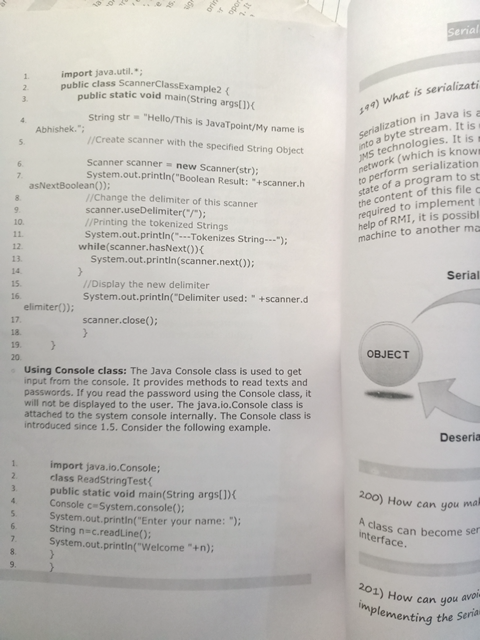 1. import java.util.*;
2. public class ScannerClassExample2 {
3. public static void main(String args[]){
4. String str = "Hello/This is JavaTpoint/My name is
Abhishek.";
5. //Create scanner with the specified String Object
6. Scanner scanner = new Scanner(str);
7. System.out.println("Boolean Result: "+scanner.h
asNextBoolean());
8. //Change the delimiter of this scanner
9. scanner.useDelimiter("/");
10. //Printing the tokenized Strings
11. System.out.println("---Tokenizes String---");
12. while(scanner.hasNext()){
13. System.out.println(scanner.next());
14. }
15. //Display the new delimiter
16. System.out.println("Delimiter used: " +scanner.d
elimiter());
17. scanner.close();
18. }
19. }
20.
Using Console class: The Java Console class is used to get
input from the console. It provides methods to read texts and
passwords. If you read the password using the Console class, it
will not be displayed to the user. The java.io.Console class is
attached to the system console internally. The Console class is
introduced since 1.5. Consider the following example.
1. import java.io.Console;
2. class ReadStringTest{
3. public static void main(String args[]){
4. Console c=System.console();
5. System.out.println("Enter your name: ");
6. String n=c.readLine();
7. System.out.println("Welcome "+n);
8. }
9. }
Serial
199) What is serializati
Serialization in Java is a
into a byte stream. It is
JMS technologies. It is
network (which is known
to perform serialization
state of a program to st
the content of this file c
required to implement
help of RMI, it is possibl
machine to another ma
Serial
OBJECT
Deseria
200) How can you mak
A class can become ser
interface.
201) How can you avoi
implementing the Seria